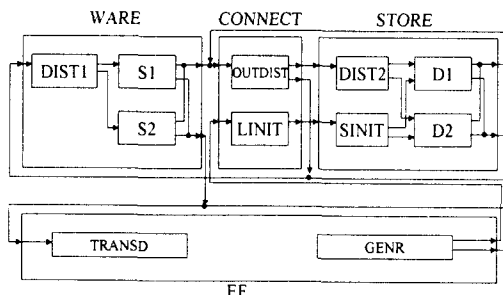 WARE CONNECT STORE
DIST1 S1 OUTDIST DIST2 D1
S2 LINIT SINIT D2
TRANSD GENR
EF